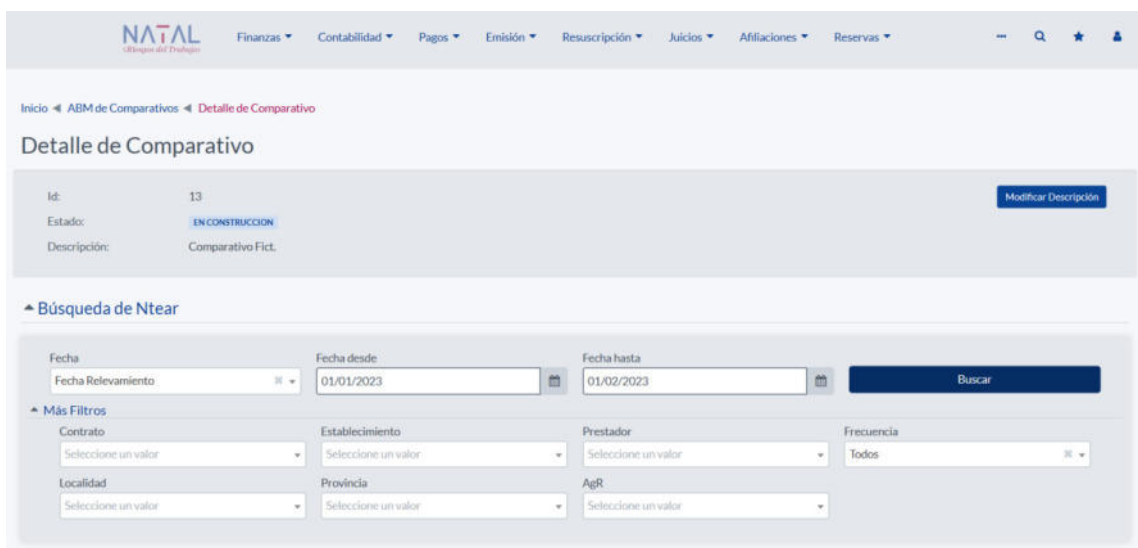 NATAL
Riesgos del Trabajo
Finanzas Contabilidad Pagos Emisión Resuscripción Juicios Afiliaciones Reservas
Inicio ABM de Comparativos Detalle de Comparativo
Detalle de Comparativo
Id: 13
Modificar Descripción
Estado: EN CONSTRUCCION
Descripción: Comparativo Fict.
Búsqueda de Ntear
Fecha Fecha desde Fecha hasta
Fecha Relevamiento 01/01/2023 01/02/2023 Buscar
Más Filtros
Contrato Establecimiento Prestador Frecuencia
Seleccione un valor Seleccione un valor Seleccione un valor Todos
Localidad Provincia AgR
Seleccione un valor Seleccione un valor Seleccione un valor